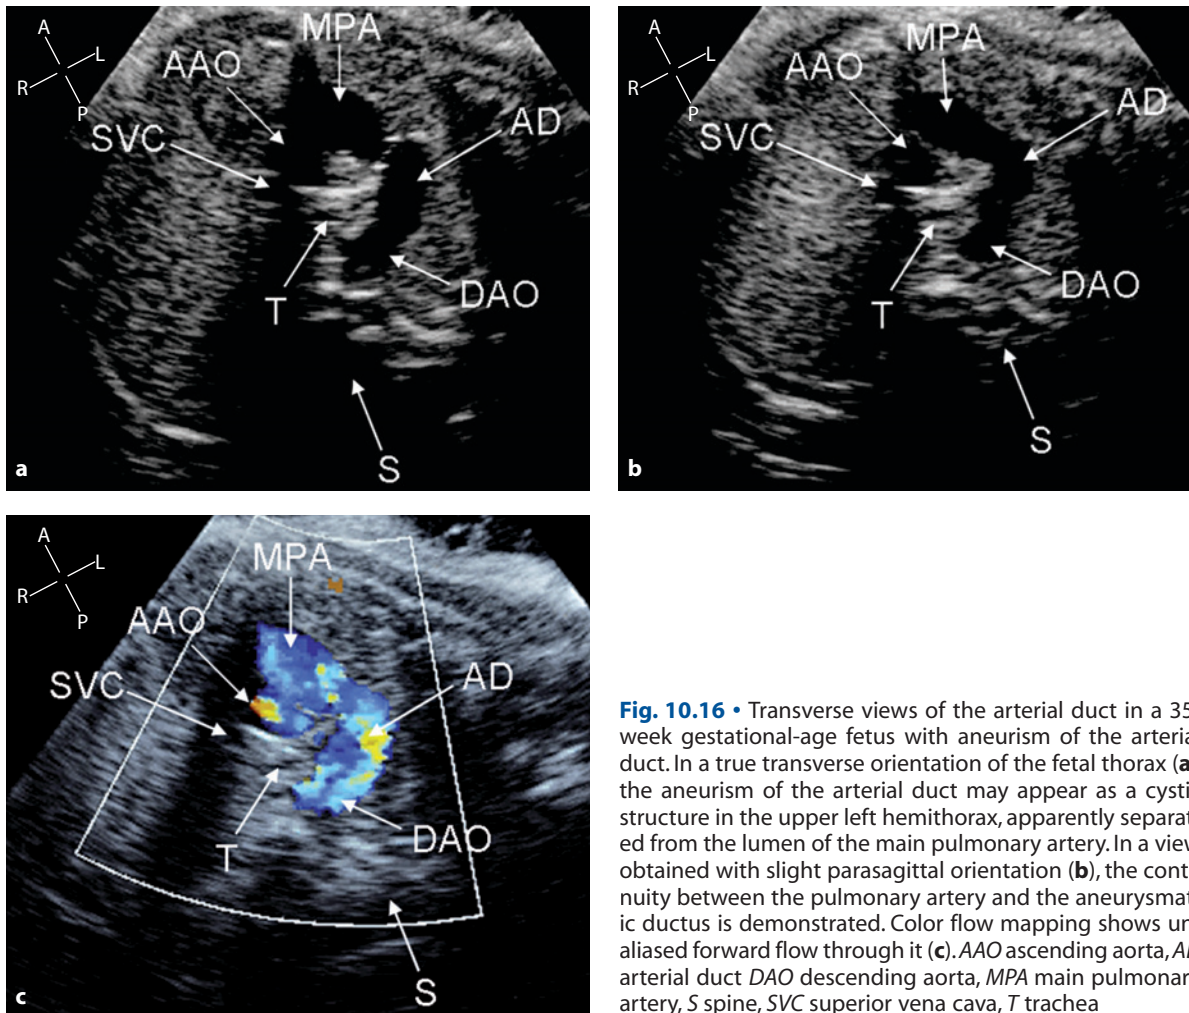 A
L
R
P
MPA
AAO
SVC
AD
T
DAO
S
a
A
L
R
P
MPA
AAO
AD
SVC
DAO
T
S
b
A
L
R
P
MPA
AAO
SVC
AD
DAO
T
S
c
Fig. 10.16 • Transverse views of the arterial duct in a 35
week gestational-age fetus with aneurism of the arteria
duct. In a true transverse orientation of the fetal thorax (a
the aneurism of the arterial duct may appear as a cysti
structure in the upper left hemithorax, apparently separat
ed from the lumen of the main pulmonary artery. In a view
obtained with slight parasagittal orientation (b), the conti
nuity between the pulmonary artery and the aneurysmat
ic ductus is demonstrated. Color flow mapping shows un
aliased forward flow through it (c). AAO ascending aorta, A
arterial duct DAO descending aorta, MPA main pulmonar
artery, S spine, SVC superior vena cava, T trachea